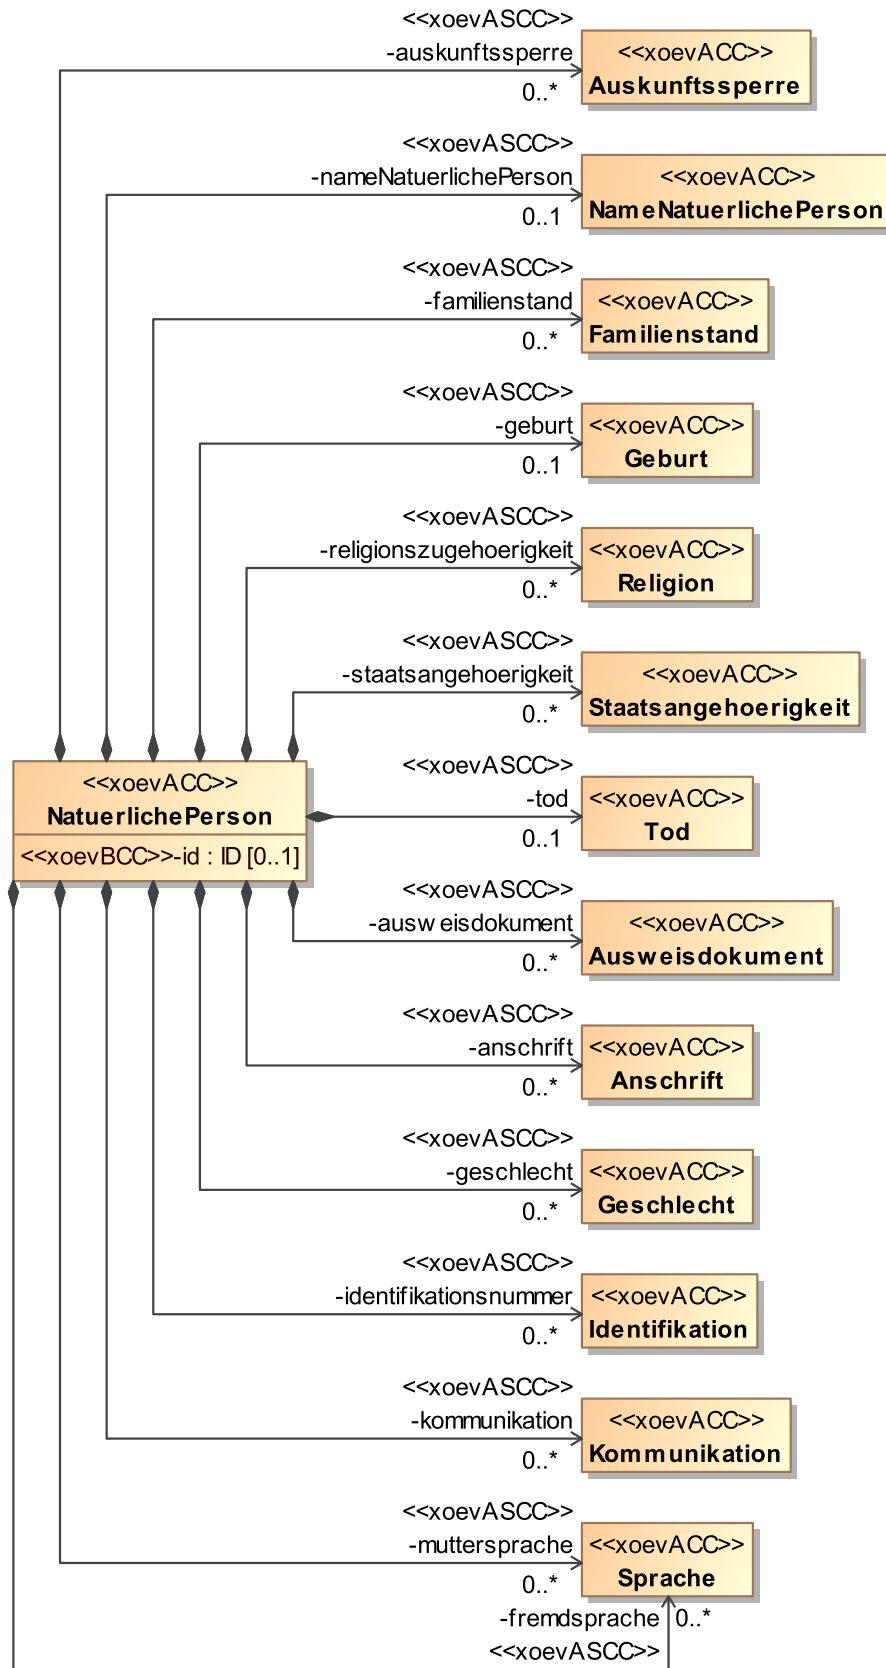 <<xoevASCC>>
-auskunftssperre
0..*
<<xoevACC>>
Auskunftssperre
<<xoevASCC>>
-nameNatuerlichePerson
0..1
<<xoevACC>>
NameNatuerlichePerson
<<xoevASCC>>
-familienstand
0..*
<<xoevACC>>
Familienstand
<<xoevASCC>>
-geburt
0..1
<<xoevACC>>
Geburt
<<xoevASCC>>
-religionszugehoerigkeit
0..*
<<xoevACC>>
Religion
<<xoevASCC>>
-staatsangehoerigkeit
0..*
<<xoevACC>>
Staatsangehoerigkeit
<<xoevACC>>
NatuerlichePerson
<<xoevBCC>>-id : ID [0..1]
<<xoevASCC>>
-tod
0..1
<<xoevACC>>
Tod
<<xoevASCC>>
-ausweisdokument
0..*
<<xoevACC>>
Ausweisdokument
<<xoevASCC>>
-anschrift
0..*
<<xoevACC>>
Anschrift
<<xoevASCC>>
-geschlecht
0..*
<<xoevACC>>
Geschlecht
<<xoevASCC>>
-identifikationsnummer
0..*
<<xoevACC>>
Identifikation
<<xoevASCC>>
-kommunikation
0..*
<<xoevACC>>
Kommunikation
<<xoevASCC>>
-muttersprache
0..*
<<xoevACC>>
Sprache
-fremdsprache 0..*
<<xoevASCC>>